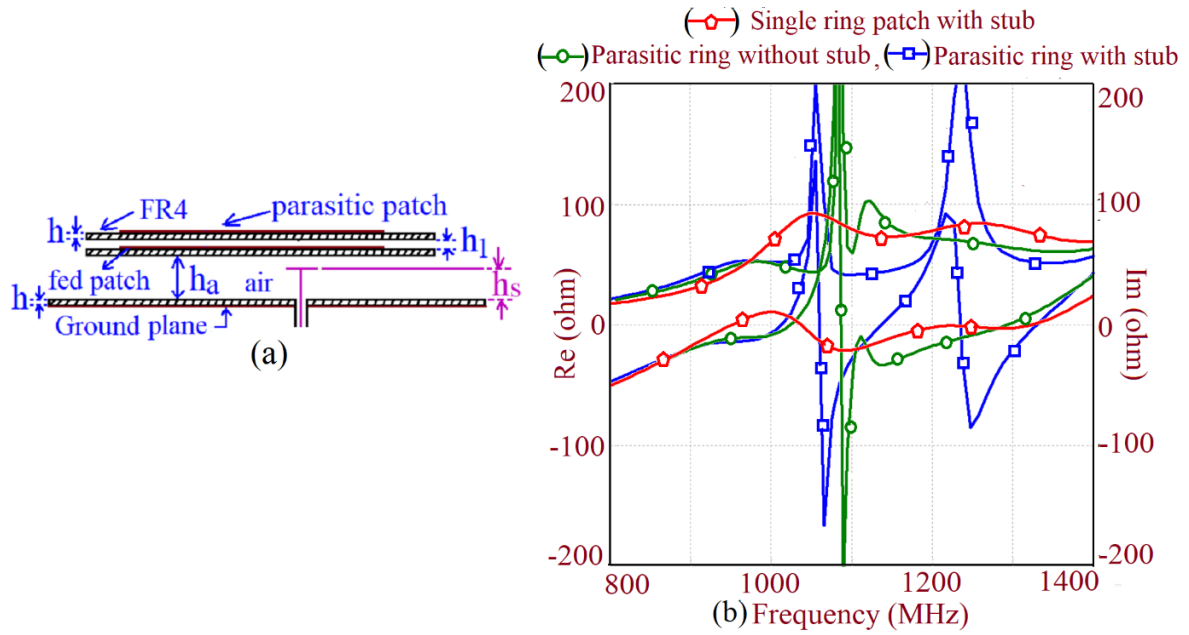 (-⬠-) Single ring patch with stub
(-○-) Parasitic ring without stub, (-□-) Parasitic ring with stub
FR4
parasitic patch
h
h1
fed patch
ha
air
hs
h
Ground plane
(a)
200
100
0
-100
-200
Re (ohm)
200
100
0
-100
-200
Im (ohm)
800
1000
1200
1400
(b) Frequency (MHz)